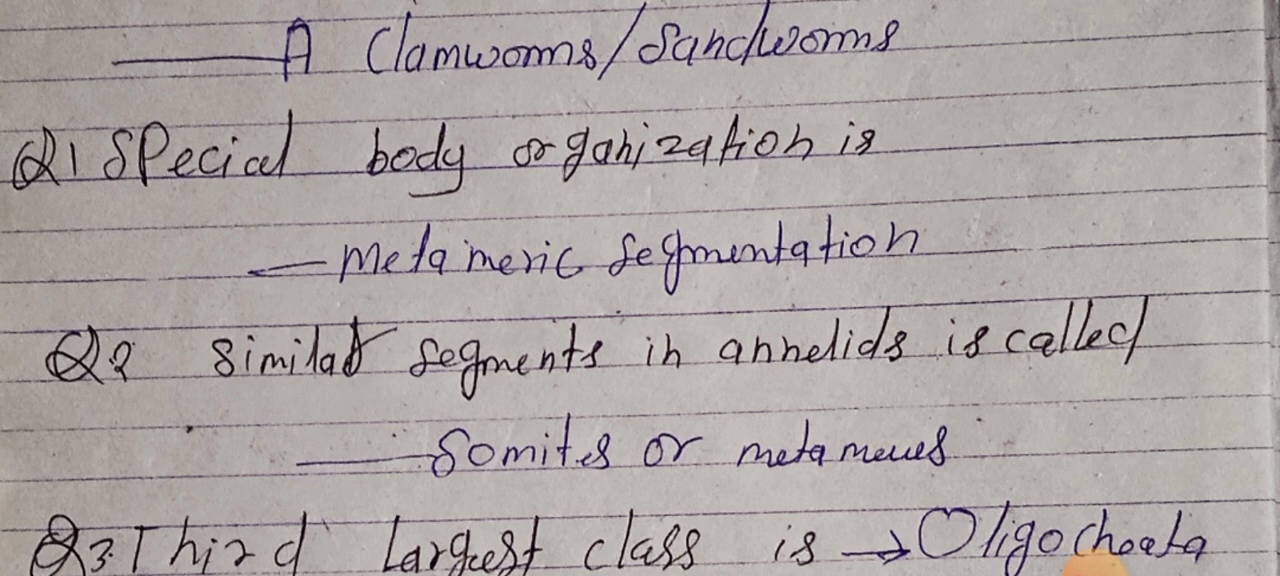 A Clamworms/Sandworms
Q1 Special body organization is
— Metameric Segmentation
Q2 Similar segments in annelids is called
— Somites or metameres
Q3. Third Largest class is → Oligochaeta